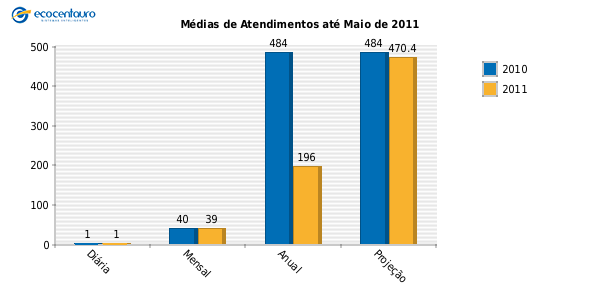 ecocentauro
Médias de Atendimentos até Maio de 2011
500
400
300
200
100
0
1
1
40
39
484
196
484
470.4
Diária
Mensal
Anual
Projeção
2010
2011